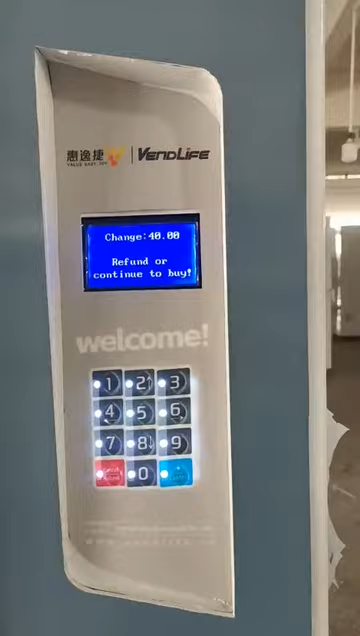 惠逸捷 | VENDLIFE
Change:40.00
Refund or
continue to buy!
welcome!
1 2↑ 3
4 5 6
7 8↓ 9
0